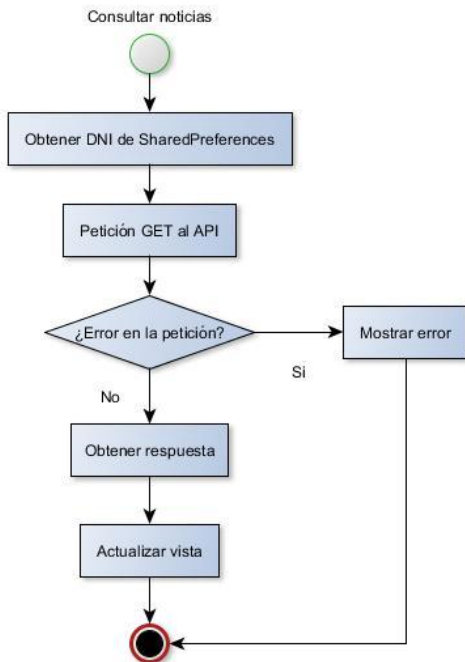 Consultar noticias
Obtener DNI de SharedPreferences
Petición GET al API
¿Error en la petición?
Mostrar error
Si
No
Obtener respuesta
Actualizar vista